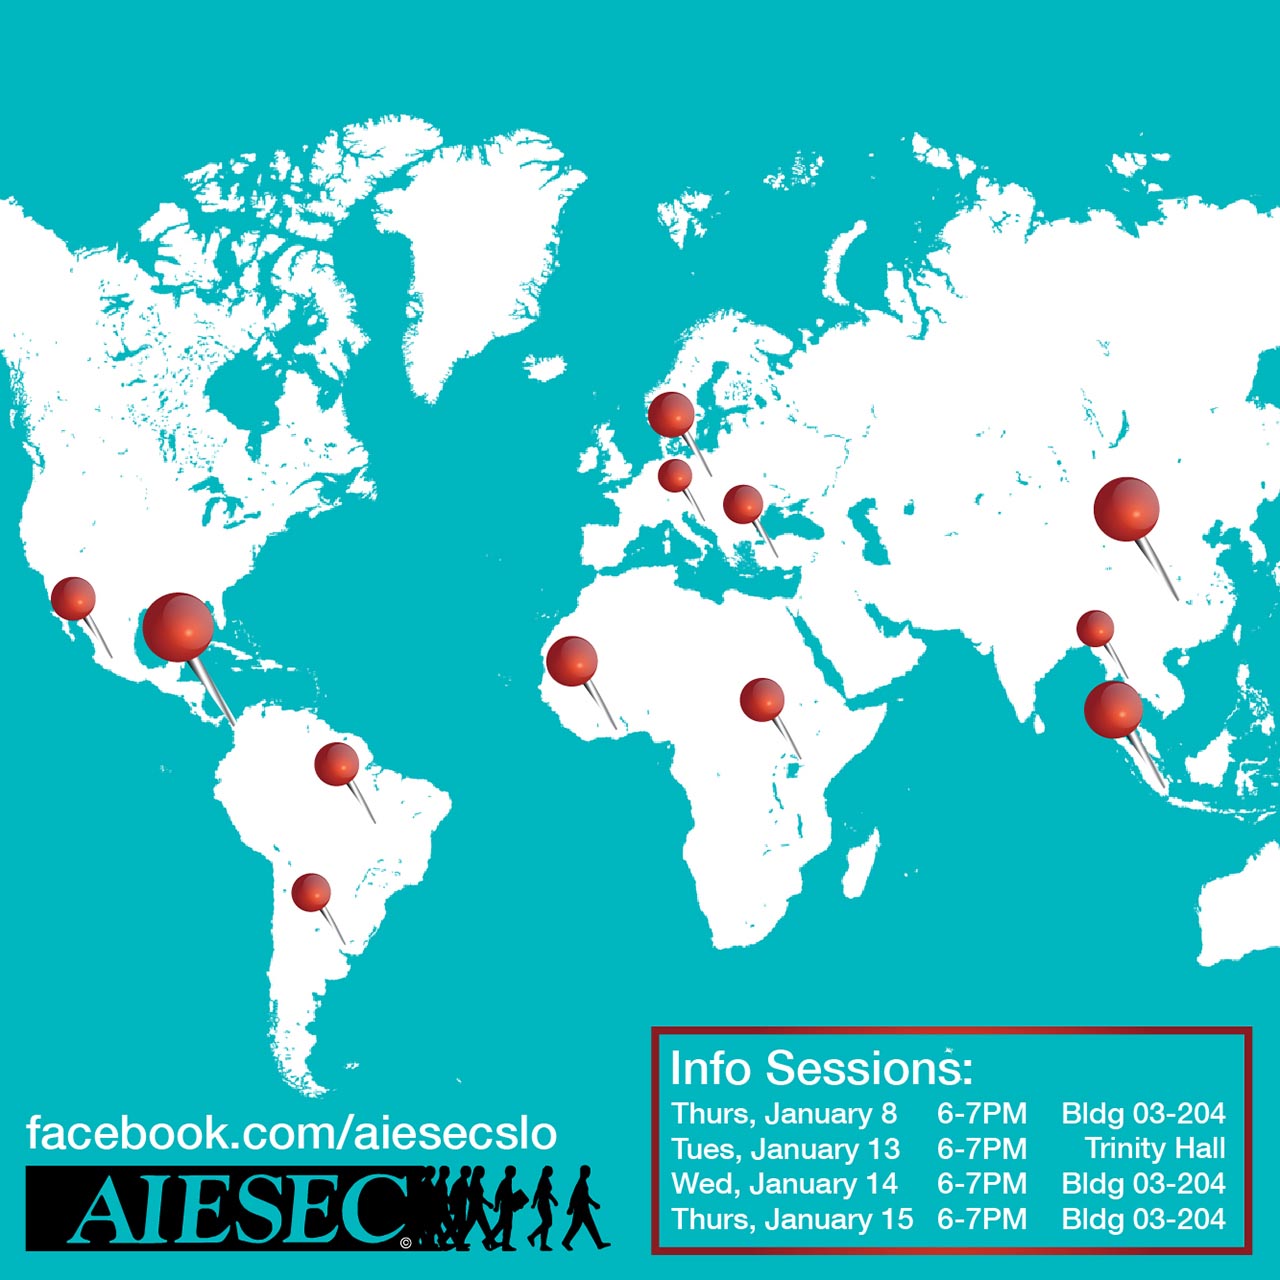 facebook.com/aiesecslo
AIESEC©
Info Sessions:
Thurs, January 8 6-7PM Bldg 03-204
Tues, January 13 6-7PM Trinity Hall
Wed, January 14 6-7PM Bldg 03-204
Thurs, January 15 6-7PM Bldg 03-204